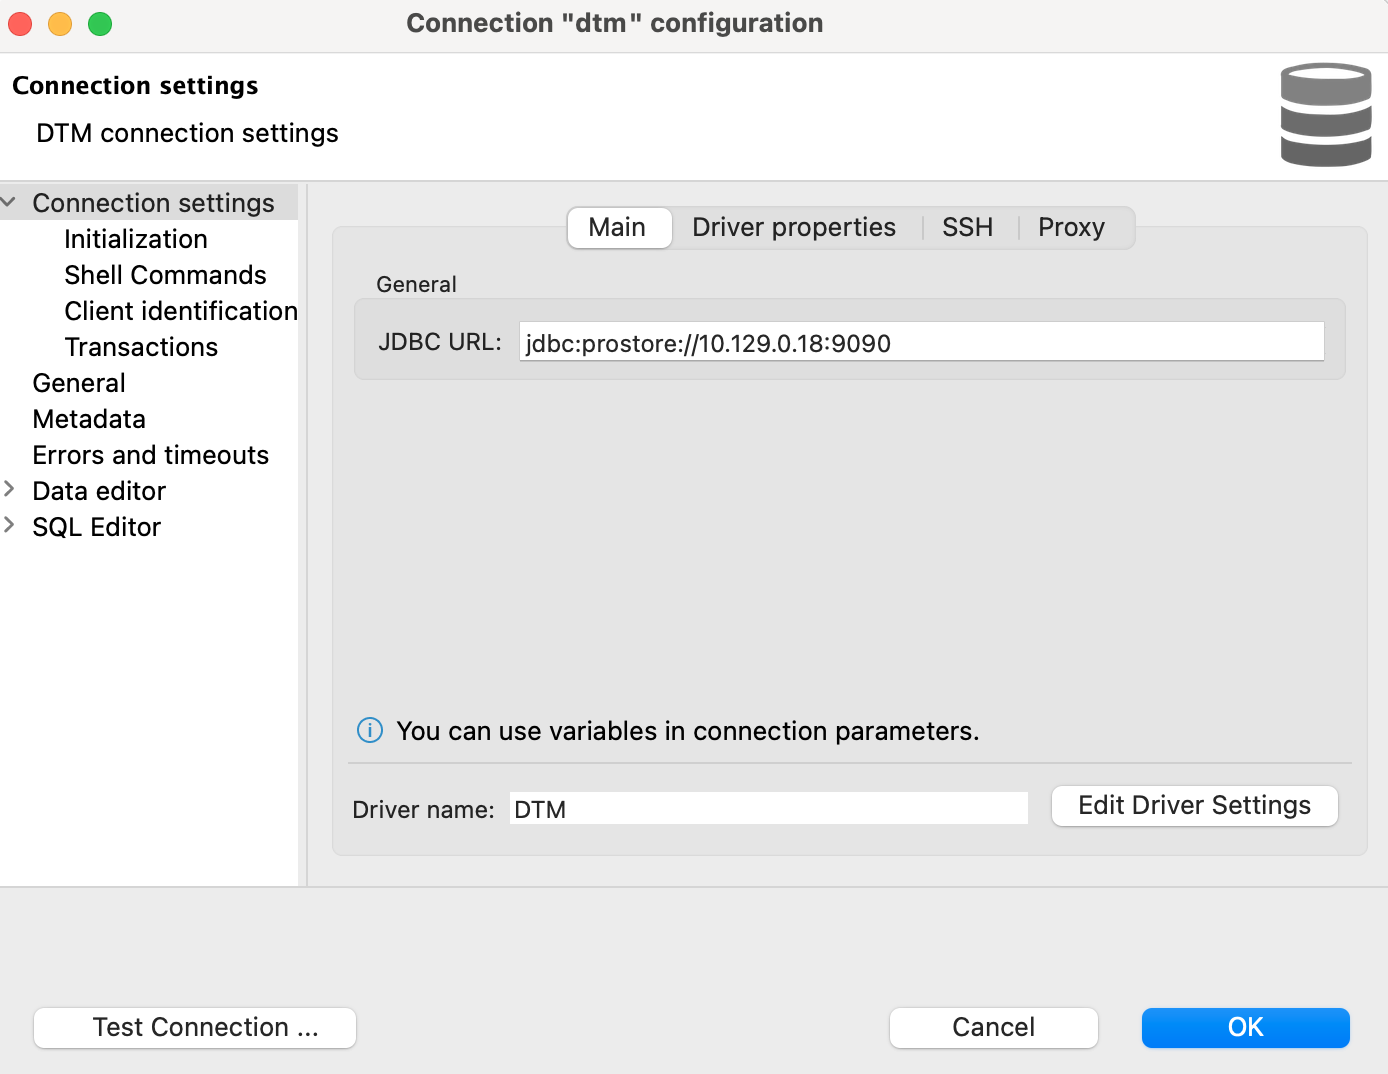 Connection "dtm" configuration
Connection settings
DTM connection settings
Connection settings
Initialization
Shell Commands
Client identification
Transactions
General
Metadata
Errors and timeouts
Data editor
SQL Editor
Main Driver properties SSH Proxy
General
JDBC URL: jdbc:prostore://10.129.0.18:9090
You can use variables in connection parameters.
Driver name: DTM Edit Driver Settings
Test Connection ... Cancel OK